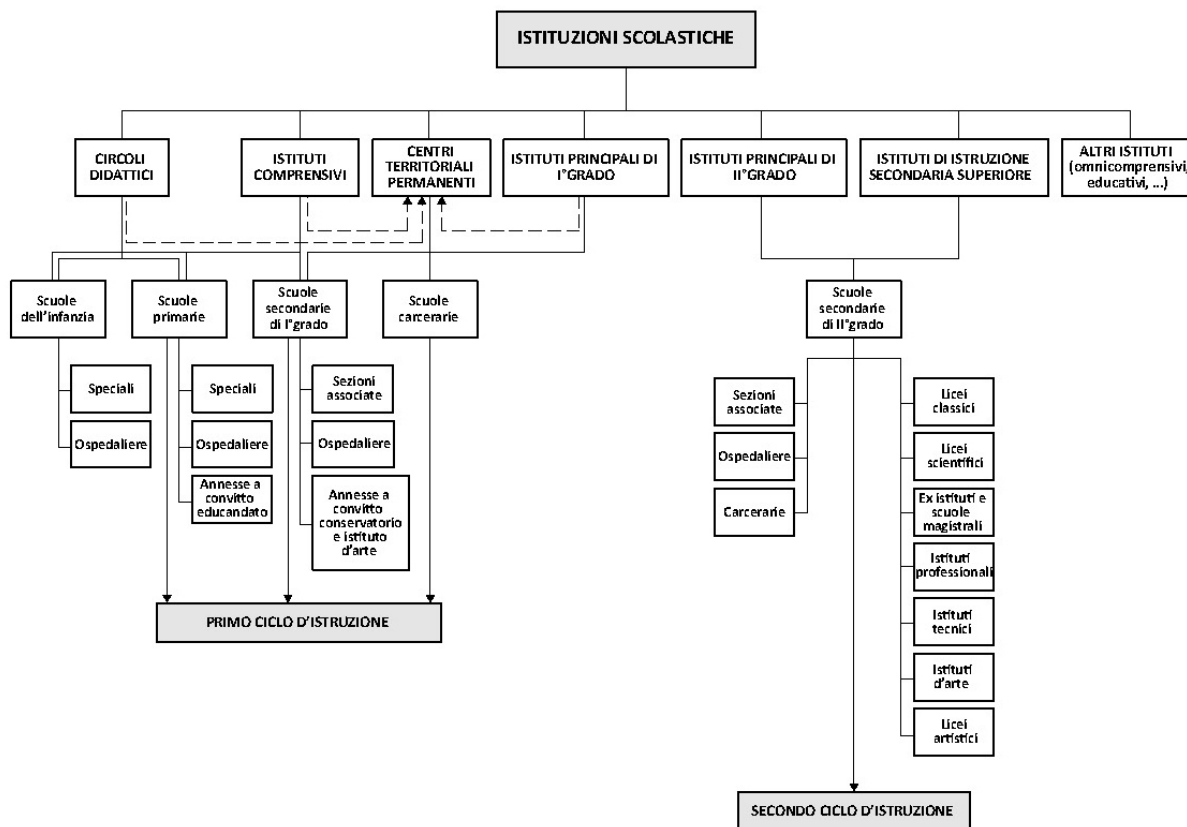 ISTITUZIONI SCOLASTICHE
CIRCOLI
DIDATTICI
ISTITUTI
COMPRENSIVI
CENTRI
TERRITORIALI
PERMANENTI
ISTITUTI PRINCIPALI DI
I°GRADO
ISTITUTI PRINCIPALI DI
II°GRADO
ISTITUTI DI ISTRUZIONE
SECONDARIA SUPERIORE
ALTRI ISTITUTI
(omnicomprensivi,
educativi, ...)
Scuole
dell'infanzia
Scuole
primarie
Scuole
secondarie
di I°grado
Scuole
carcerarie
Scuole
secondarie
di II°grado
Speciali
Ospedaliere
Speciali
Ospedaliere
Annesse a
convitto
educandato
Sezioni
associate
Ospedaliere
Annesse a
convitto
conservatorio
e istituto
d'arte
Sezioni
associate
Ospedaliere
Carcerarie
Licei
classici
Licei
scientifici
Ex istituti e
scuole
magistrali
Istituti
professionali
Istituti
tecnici
Istituti
d'arte
Licei
artistici
PRIMO CICLO D'ISTRUZIONE
SECONDO CICLO D'ISTRUZIONE